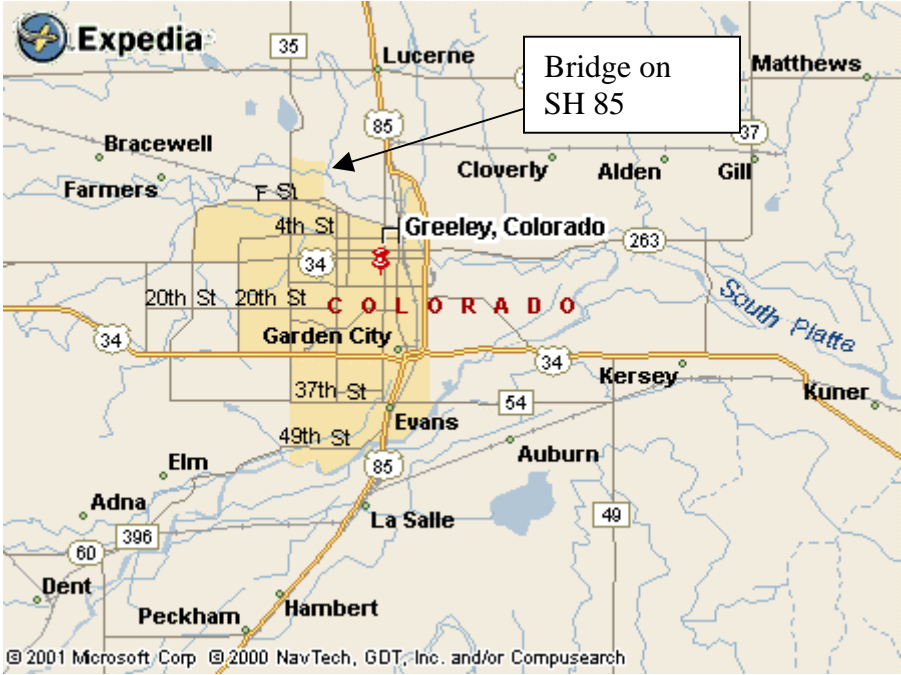 Expedia
35
Lucerne
Bridge on
SH 85
Matthews
85
37
Bracewell
Farmers
Cloverly
Alden
Gill
F St
4th St
Greeley, Colorado
263
34
20th St
20th St
COLORADO
South Platte
34
Garden City
34
Kersey
Kuner
37th St
54
Evans
49th St
85
Auburn
Elm
Adna
La Salle
49
396
60
Dent
Peckham
Hambert
© 2001 Microsoft Corp © 2000 NavTech, GDT, Inc. and/or Compusearch